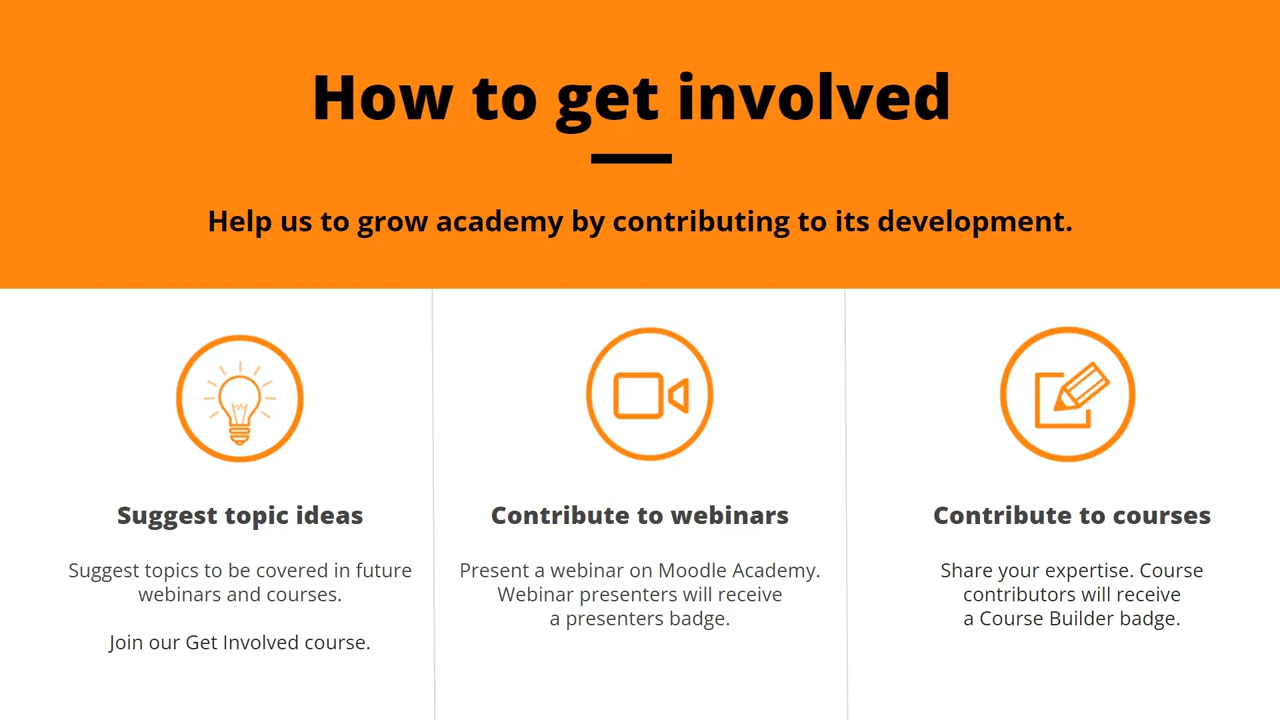 How to get involved
Help us to grow academy by contributing to its development.
Suggest topic ideas
Suggest topics to be covered in future
webinars and courses.
Join our Get Involved course.
Contribute to webinars
Present a webinar on Moodle Academy.
Webinar presenters will receive
a presenters badge.
Contribute to courses
Share your expertise. Course
contributors will receive
a Course Builder badge.